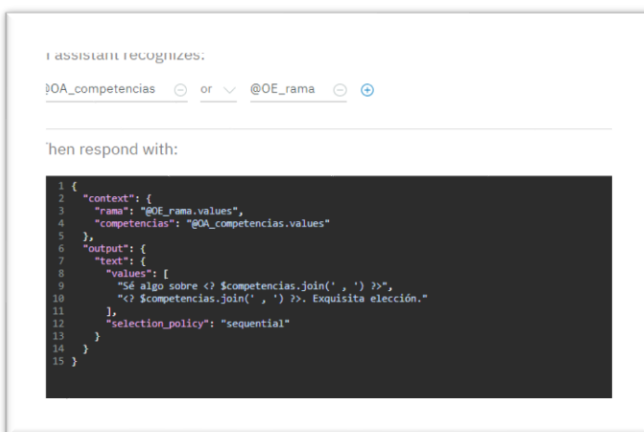 assistant recognizes:
@OA_competencias or @OE_rama
hen respond with:
1 {
2 "context": {
3 "rama": "@OE_rama.values",
4 "competencias": "@OA_competencias.values"
5 },
6 "output": {
7 "text": {
8 "values": [
9 "Sé algo sobre <? $competencias.join(' , ') ?>",
10 "<? $competencias.join(' , ') ?>. Exquisita elección."
11 ],
12 "selection_policy": "sequential"
13 }
14 }
15 }